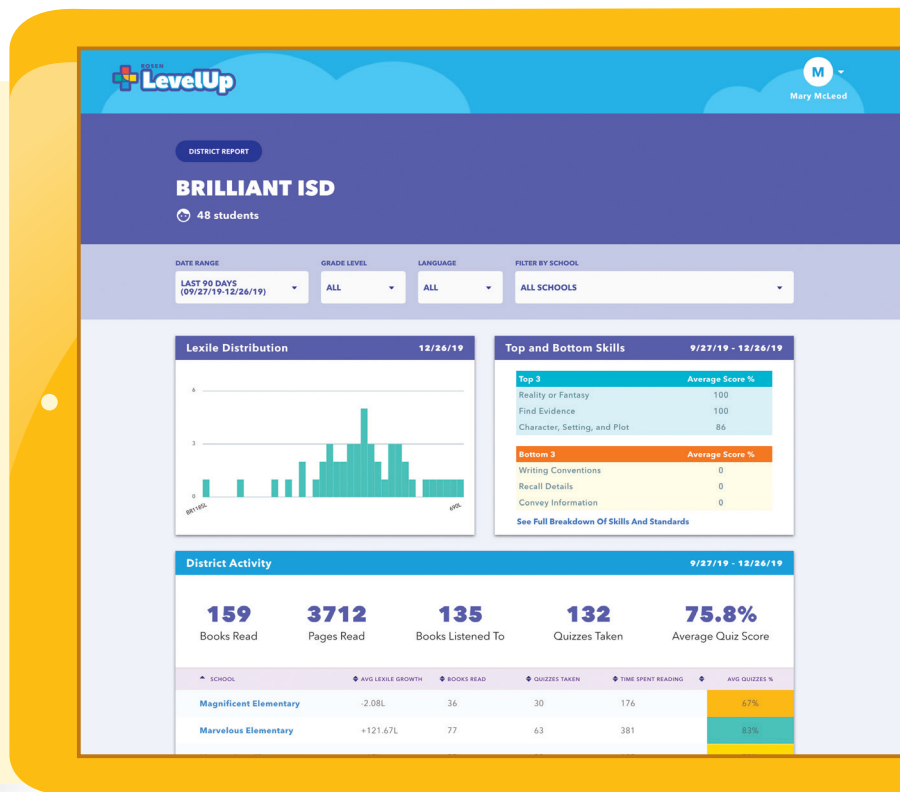 ROSEN
LevelUp
M
Mary McLeod
DISTRICT REPORT
BRILLIANT ISD
48 students
DATE RANGE
GRADE LEVEL
LANGUAGE
FILTER BY SCHOOL
LAST 90 DAYS
(09/27/19-12/26/19)
ALL
ALL
ALL SCHOOLS
Lexile Distribution 12/26/19
6
3
0
BR1185L
690L
Top and Bottom Skills 9/27/19 - 12/26/19
Top 3 Average Score %
Reality or Fantasy 100
Find Evidence 100
Character, Setting, and Plot 86
Bottom 3 Average Score %
Writing Conventions 0
Recall Details 0
Convey Information 0
See Full Breakdown Of Skills And Standards
District Activity 9/27/19 - 12/26/19
159 3712 135 132 75.8%
Books Read Pages Read Books Listened To Quizzes Taken Average Quiz Score
SCHOOL AVG LEXILE GROWTH BOOKS READ QUIZZES TAKEN TIME SPENT READING AVG QUIZZES %
Magnificent Elementary -2.08L 36 30 176 67%
Marvelous Elementary +121.67L 77 63 381 83%